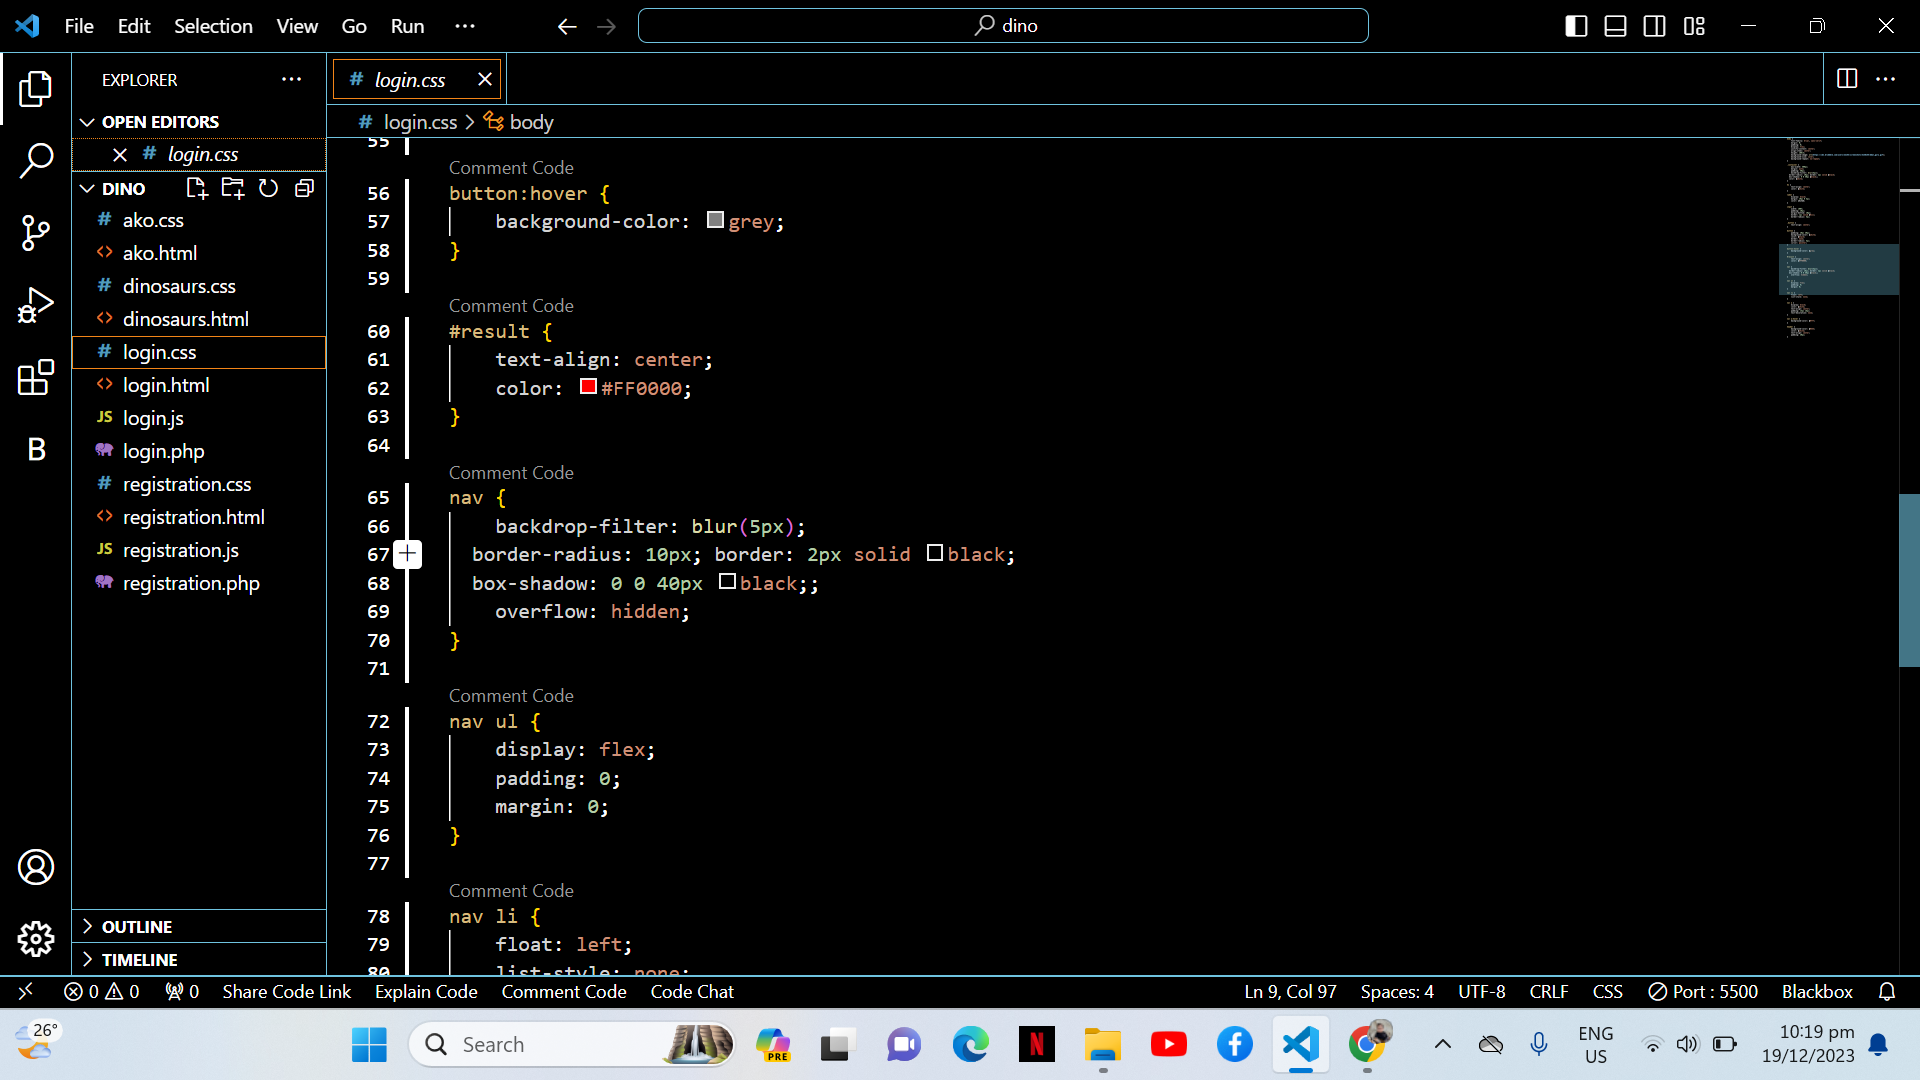 File Edit Selection View Go Run ···
dino
EXPLORER
OPEN EDITORS
# login.css
DINO
# ako.css
<> ako.html
# dinosaurs.css
<> dinosaurs.html
# login.css
<> login.html
JS login.js
login.php
# registration.css
<> registration.html
JS registration.js
registration.php
OUTLINE
TIMELINE
B
# login.css
# login.css > body
55
Comment Code
56 button:hover {
57 background-color: grey;
58 }
59
Comment Code
60 #result {
61 text-align: center;
62 color: #FF0000;
63 }
64
Comment Code
65 nav {
66 backdrop-filter: blur(5px);
67 border-radius: 10px; border: 2px solid black;
68 box-shadow: 0 0 40px black;;
69 overflow: hidden;
70 }
71
Comment Code
72 nav ul {
73 display: flex;
74 padding: 0;
75 margin: 0;
76 }
77
Comment Code
78 nav li {
79 float: left;
80 list-style: none;
0 0 0 Share Code Link Explain Code Comment Code Code Chat
Ln 9, Col 97 Spaces: 4 UTF-8 CRLF CSS Port : 5500 Blackbox
26°
Search
PRE
N
ENG
US
10:19 pm
19/12/2023